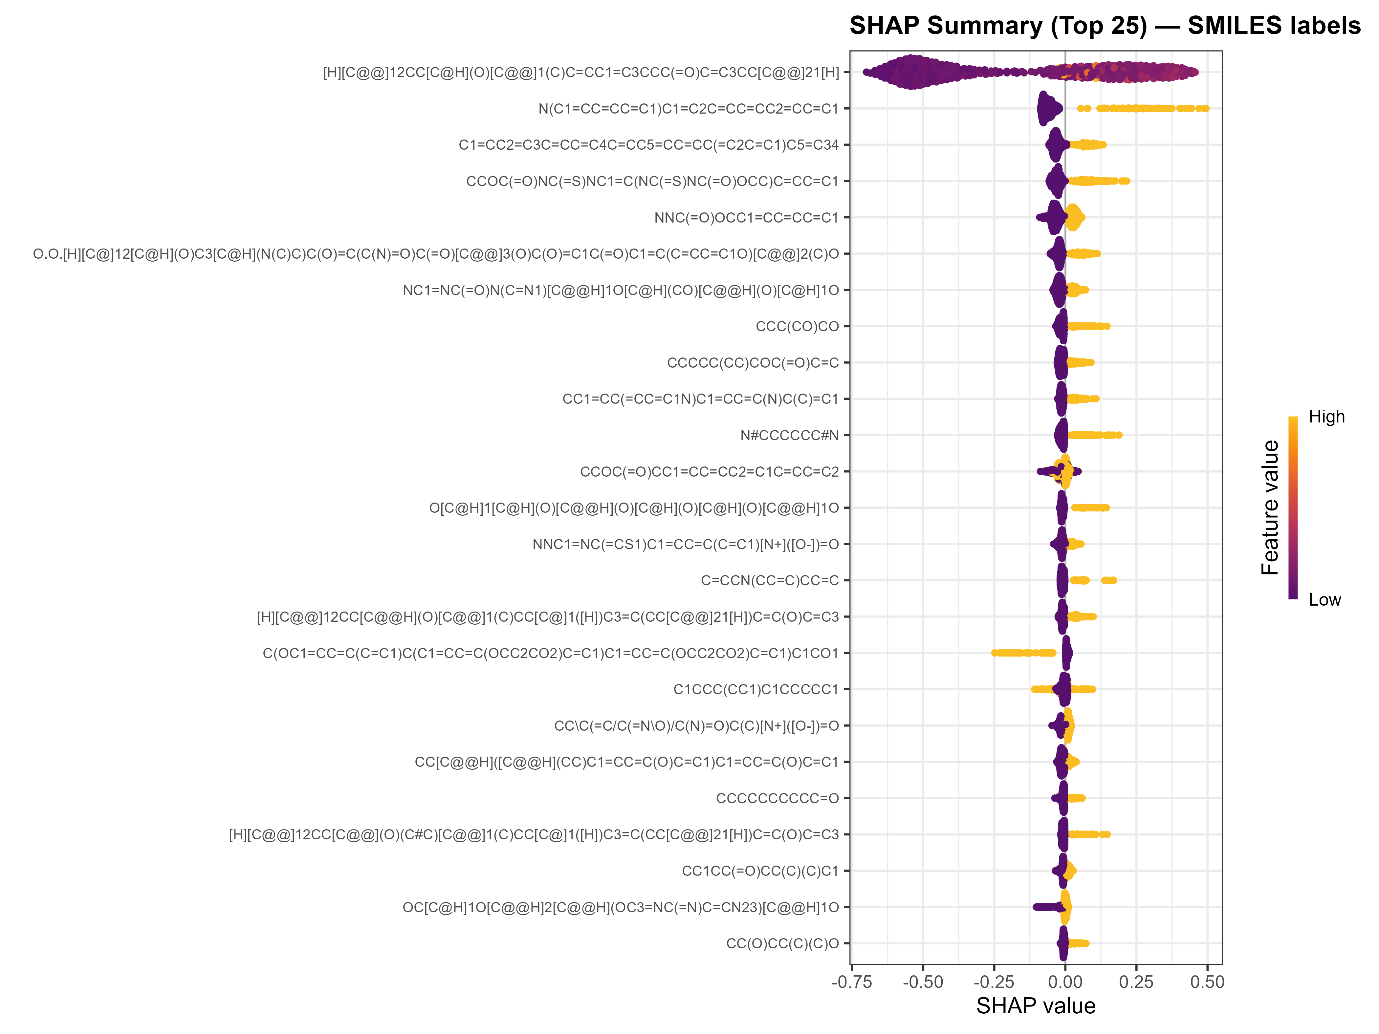 SHAP Summary (Top 25) — SMILES labels
[H][C@@]12CC[C@H](O)[C@@]1(C)C=CC1=C3CCC(=O)C=C3CC[C@@]21[H]
N(C1=CC=CC=C1)C1=C2C=CC=CC2=CC=C1
C1=CC2=C3C=CC=C4C=CC5=CC=CC(=C2C=C1)C5=C34
CCOC(=O)NC(=S)NC1=C(NC(=S)NC(=O)OCC)C=CC=C1
NNC(=O)OCC1=CC=CC=C1
O.O.[H][C@]12[C@H](O)C3[C@H](N(C)C)C(O)=C(C(N)=O)C(=O)[C@@]3(O)C(O)=C1C(=O)C1=C(C=CC=C1O)[C@@]2(C)O
NC1=NC(=O)N(C=N1)[C@@H]1O[C@H](CO)[C@@H](O)[C@H]1O
CCC(CO)CO
CCCCC(CC)COC(=O)C=C
CC1=CC(=CC=C1N)C1=CC=C(N)C(C)=C1
N#CCCCCC#N
CCOC(=O)CC1=CC=CC2=C1C=CC=C2
O[C@H]1[C@H](O)[C@@H](O)[C@H](O)[C@H](O)[C@@H]1O
NNC1=NC(=CS1)C1=CC=C(C=C1)[N+]([O-])=O
C=CCN(CC=C)CC=C
[H][C@@]12CC[C@@H](O)[C@@]1(C)CC[C@]1([H])C3=C(CC[C@@]21[H])C=C(O)C=C3
C(OC1=CC=C(C=C1)C(C1=CC=C(OCC2CO2)C=C1)C1=CC=C(OCC2CO2)C=C1)C1CO1
C1CCC(CC1)C1CCCCC1
CC\C(=C/C(=N\O)/C(N)=O)C(C)[N+]([O-])=O
CC[C@@H]([C@@H](CC)C1=CC=C(O)C=C1)C1=CC=C(O)C=C1
CCCCCCCCCC=O
[H][C@@]12CC[C@@](O)(C#C)[C@@]1(C)CC[C@]1([H])C3=C(CC[C@@]21[H])C=C(O)C=C3
CC1CC(=O)CC(C)(C)C1
OC[C@H]1O[C@@H]2[C@@H](OC3=NC(=N)C=CN23)[C@@H]1O
CC(O)CC(C)(C)O
-0.75 -0.50 -0.25 0.00 0.25 0.50
SHAP value
Feature value
High
Low